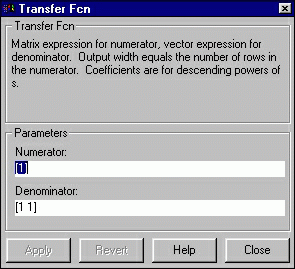 Transfer Fcn
Transfer Fcn
Matrix expression for numerator, vector expression for
denominator.  Output width equals the number of rows in
the numerator.  Coefficients are for descending powers of
s.
Parameters
Numerator:
[1]
Denominator:
[1 1]
Apply
Revert
Help
Close